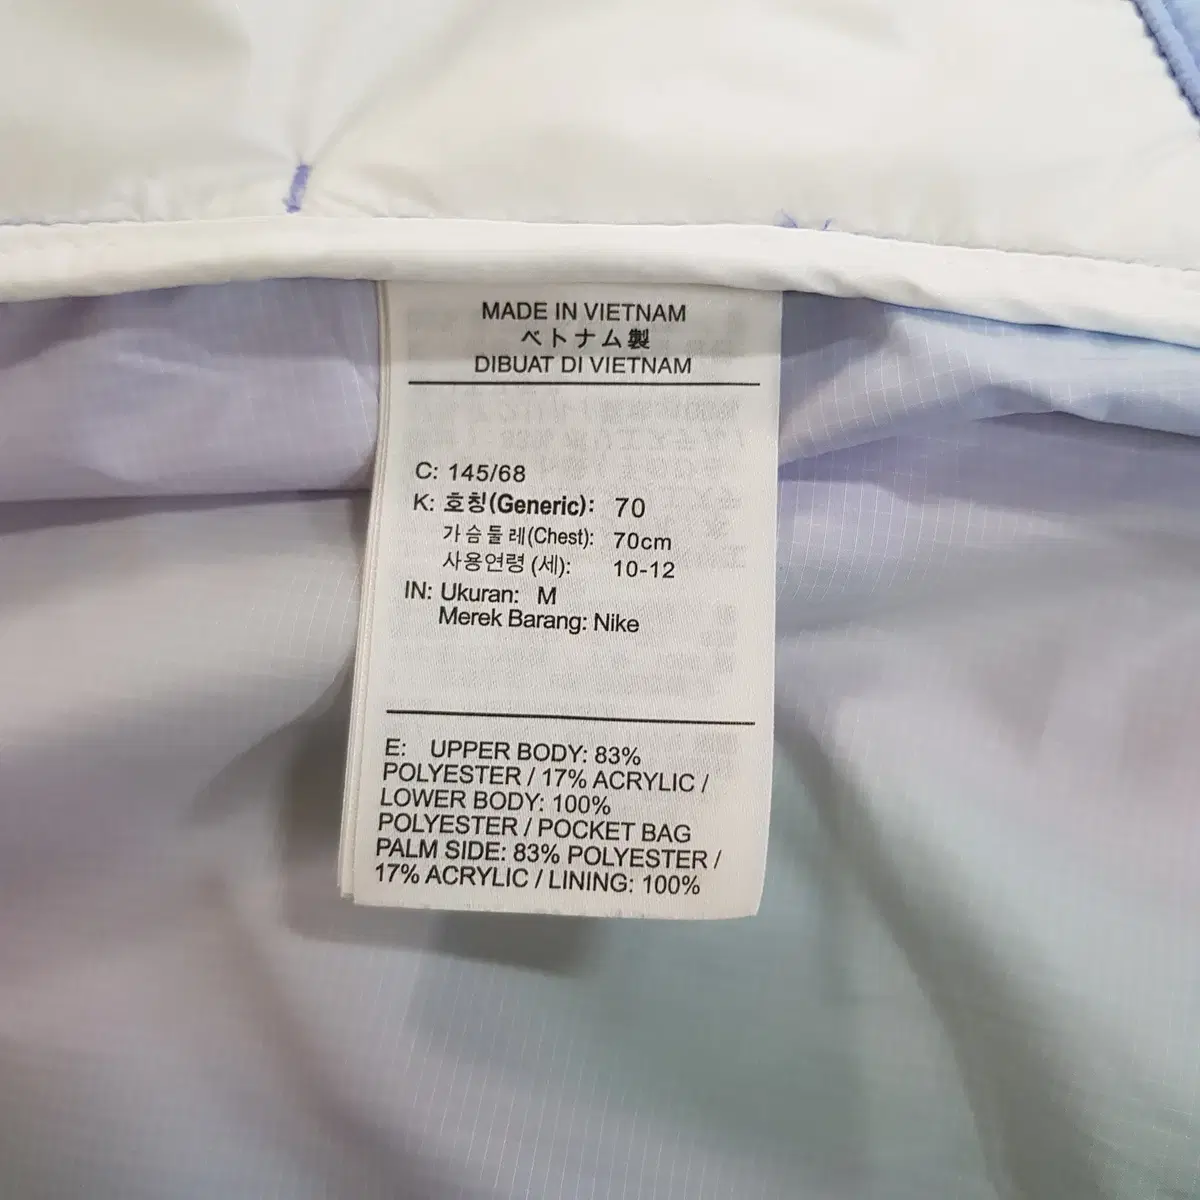 MADE IN VIETNAM
ベトナム製
DIBUAT DI VIETNAM
C: 145/68
K: 호칭(Generic): 70
가슴둘레(Chest): 70cm
사용연령 (세): 10-12
IN: Ukuran: M
Merek Barang: Nike
E: UPPER BODY: 83%
POLYESTER / 17% ACRYLIC /
LOWER BODY: 100%
POLYESTER / POCKET BAG
PALM SIDE: 83% POLYESTER /
17% ACRYLIC / LINING: 100%